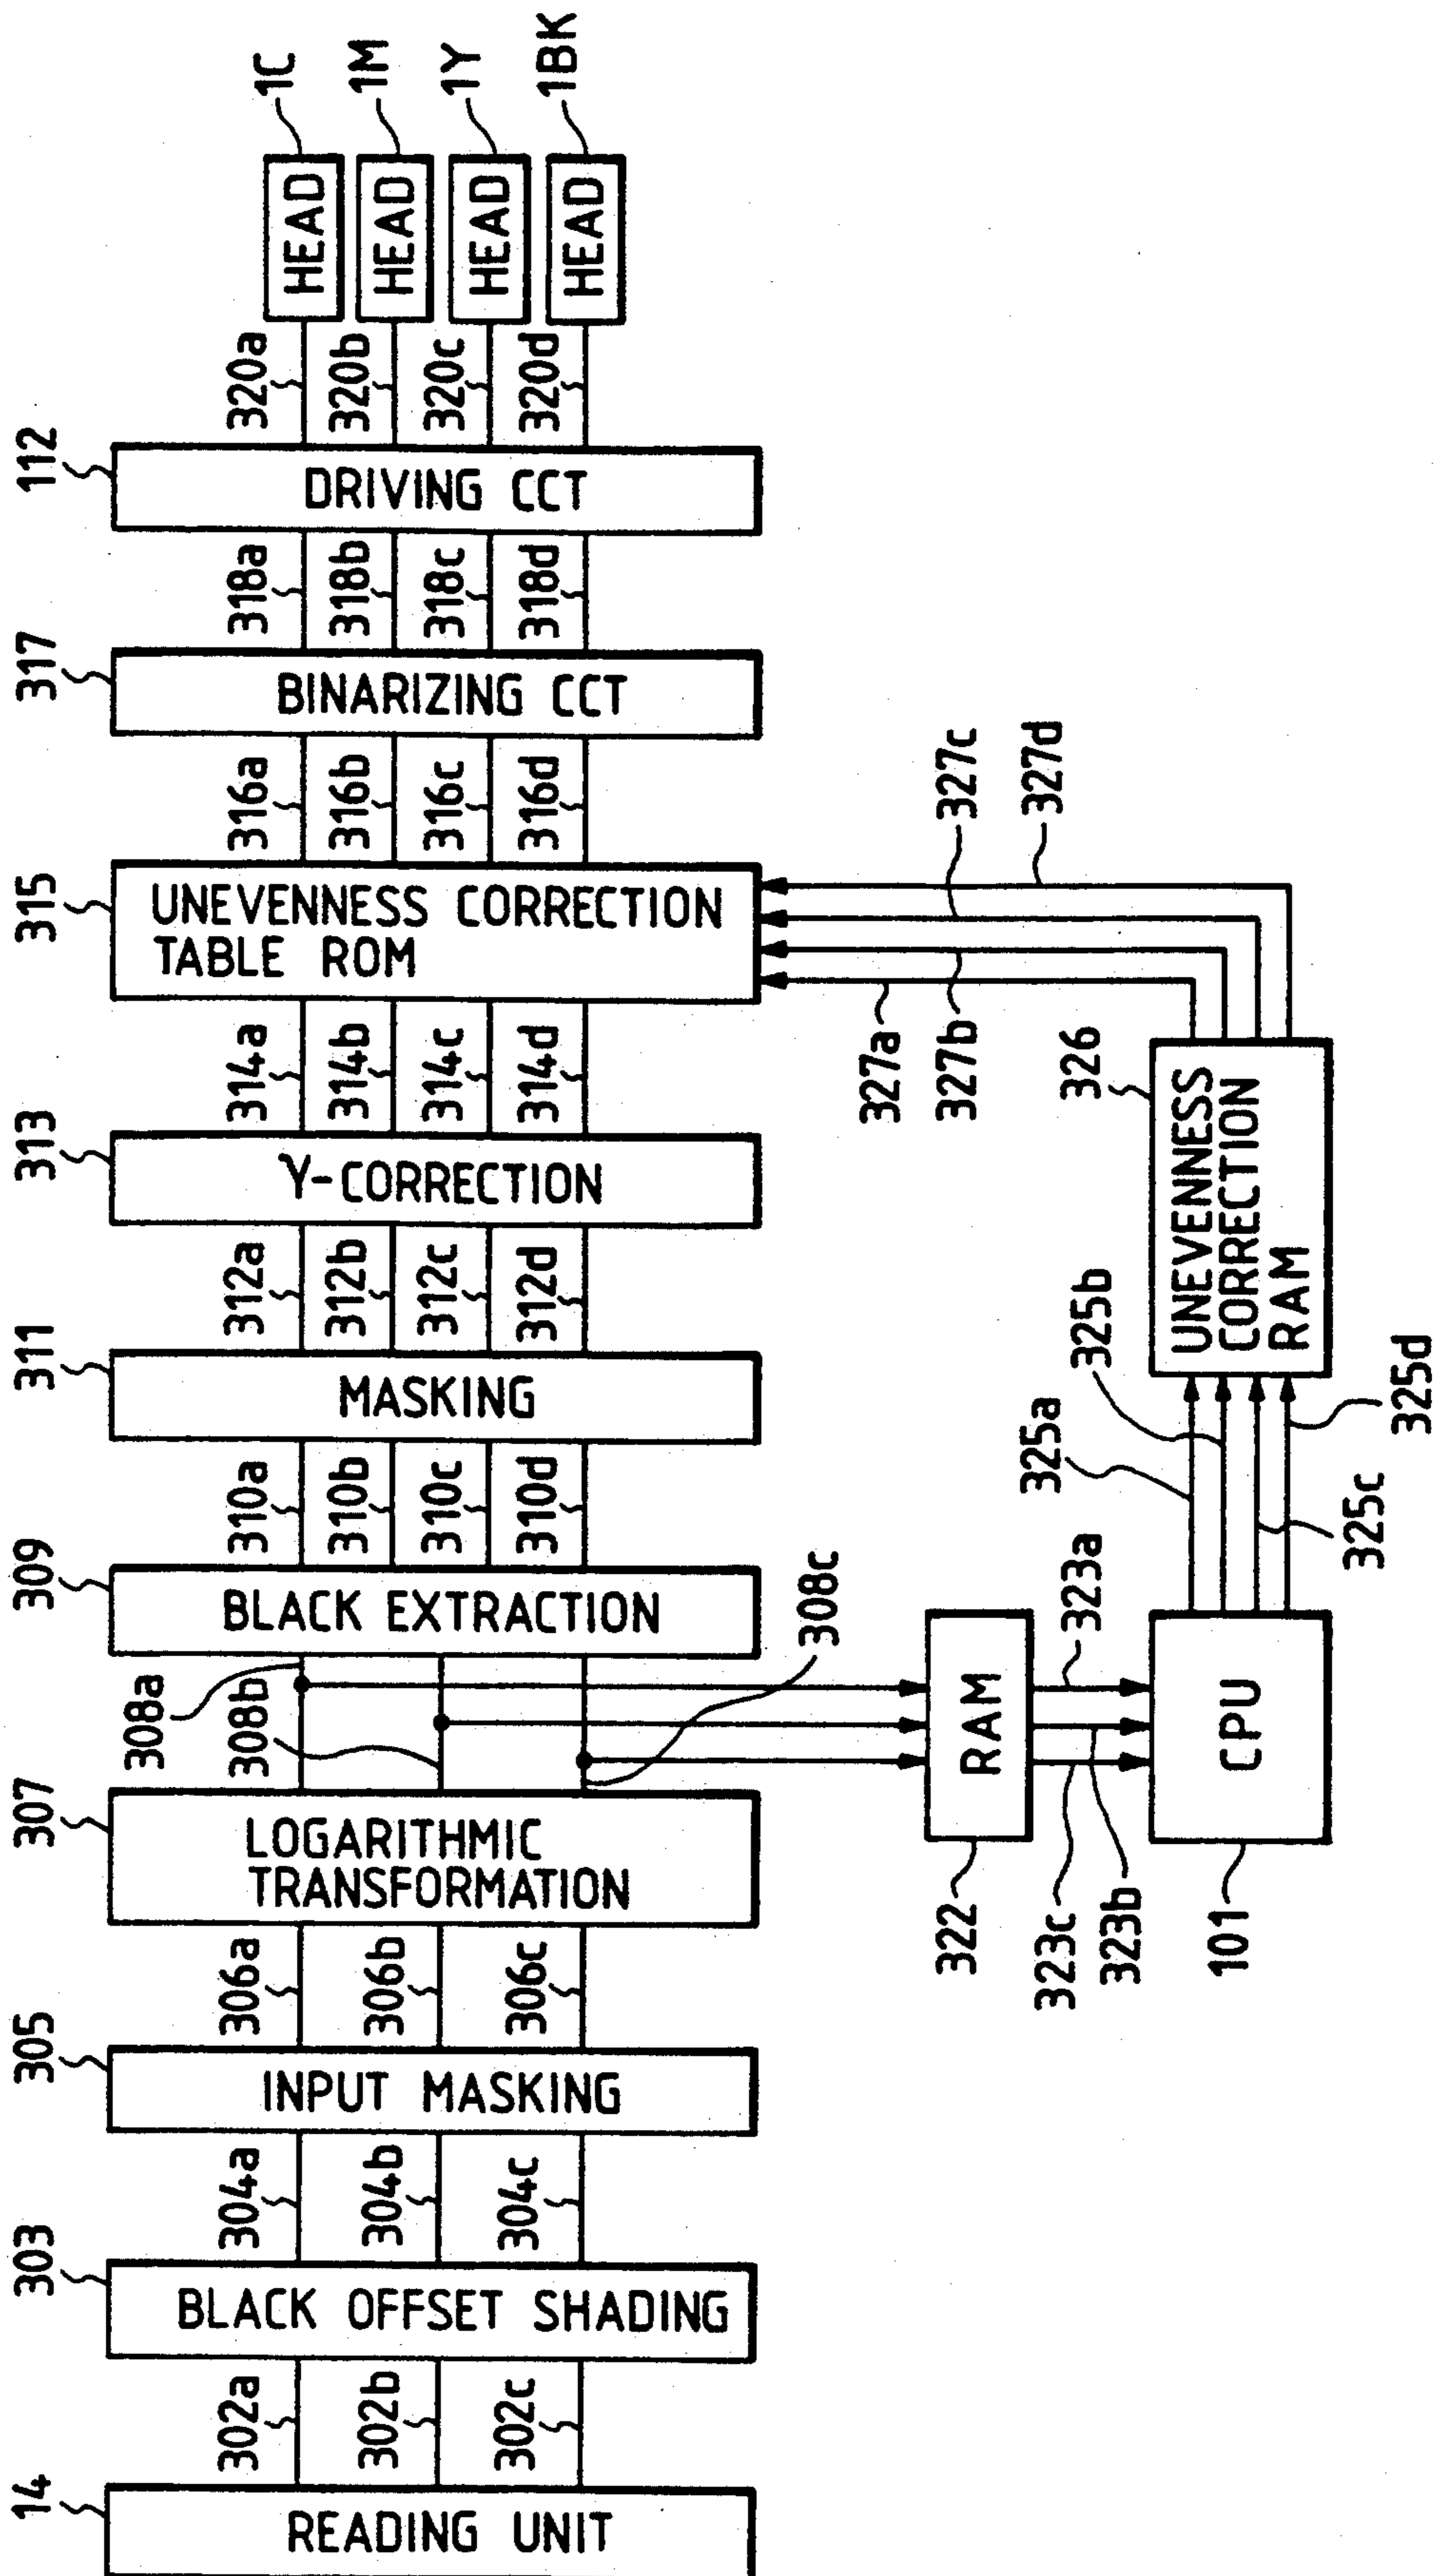 14
READING UNIT
302a
302b
302c
303
BLACK OFFSET SHADING
304a
304b
304c
305
INPUT MASKING
306a
306b
306c
307
LOGARITHMIC
TRANSFORMATION
308a
308b
308c
309
BLACK EXTRACTION
310a
310b
310c
310d
311
MASKING
312a
312b
312c
312d
313
γ-CORRECTION
314a
314b
314c
314d
315
UNEVENNESS CORRECTION
TABLE ROM
316a
316b
316c
316d
317
BINARIZING CCT
318a
318b
318c
318d
112
DRIVING CCT
320a
320b
320c
320d
HEAD
1C
HEAD
1M
HEAD
1Y
HEAD
1BK
322
RAM
323a
323c
323b
101
CPU
325a
325b
325c
325d
326
UNEVENNESS
CORRECTION
RAM
327a
327b
327c
327d